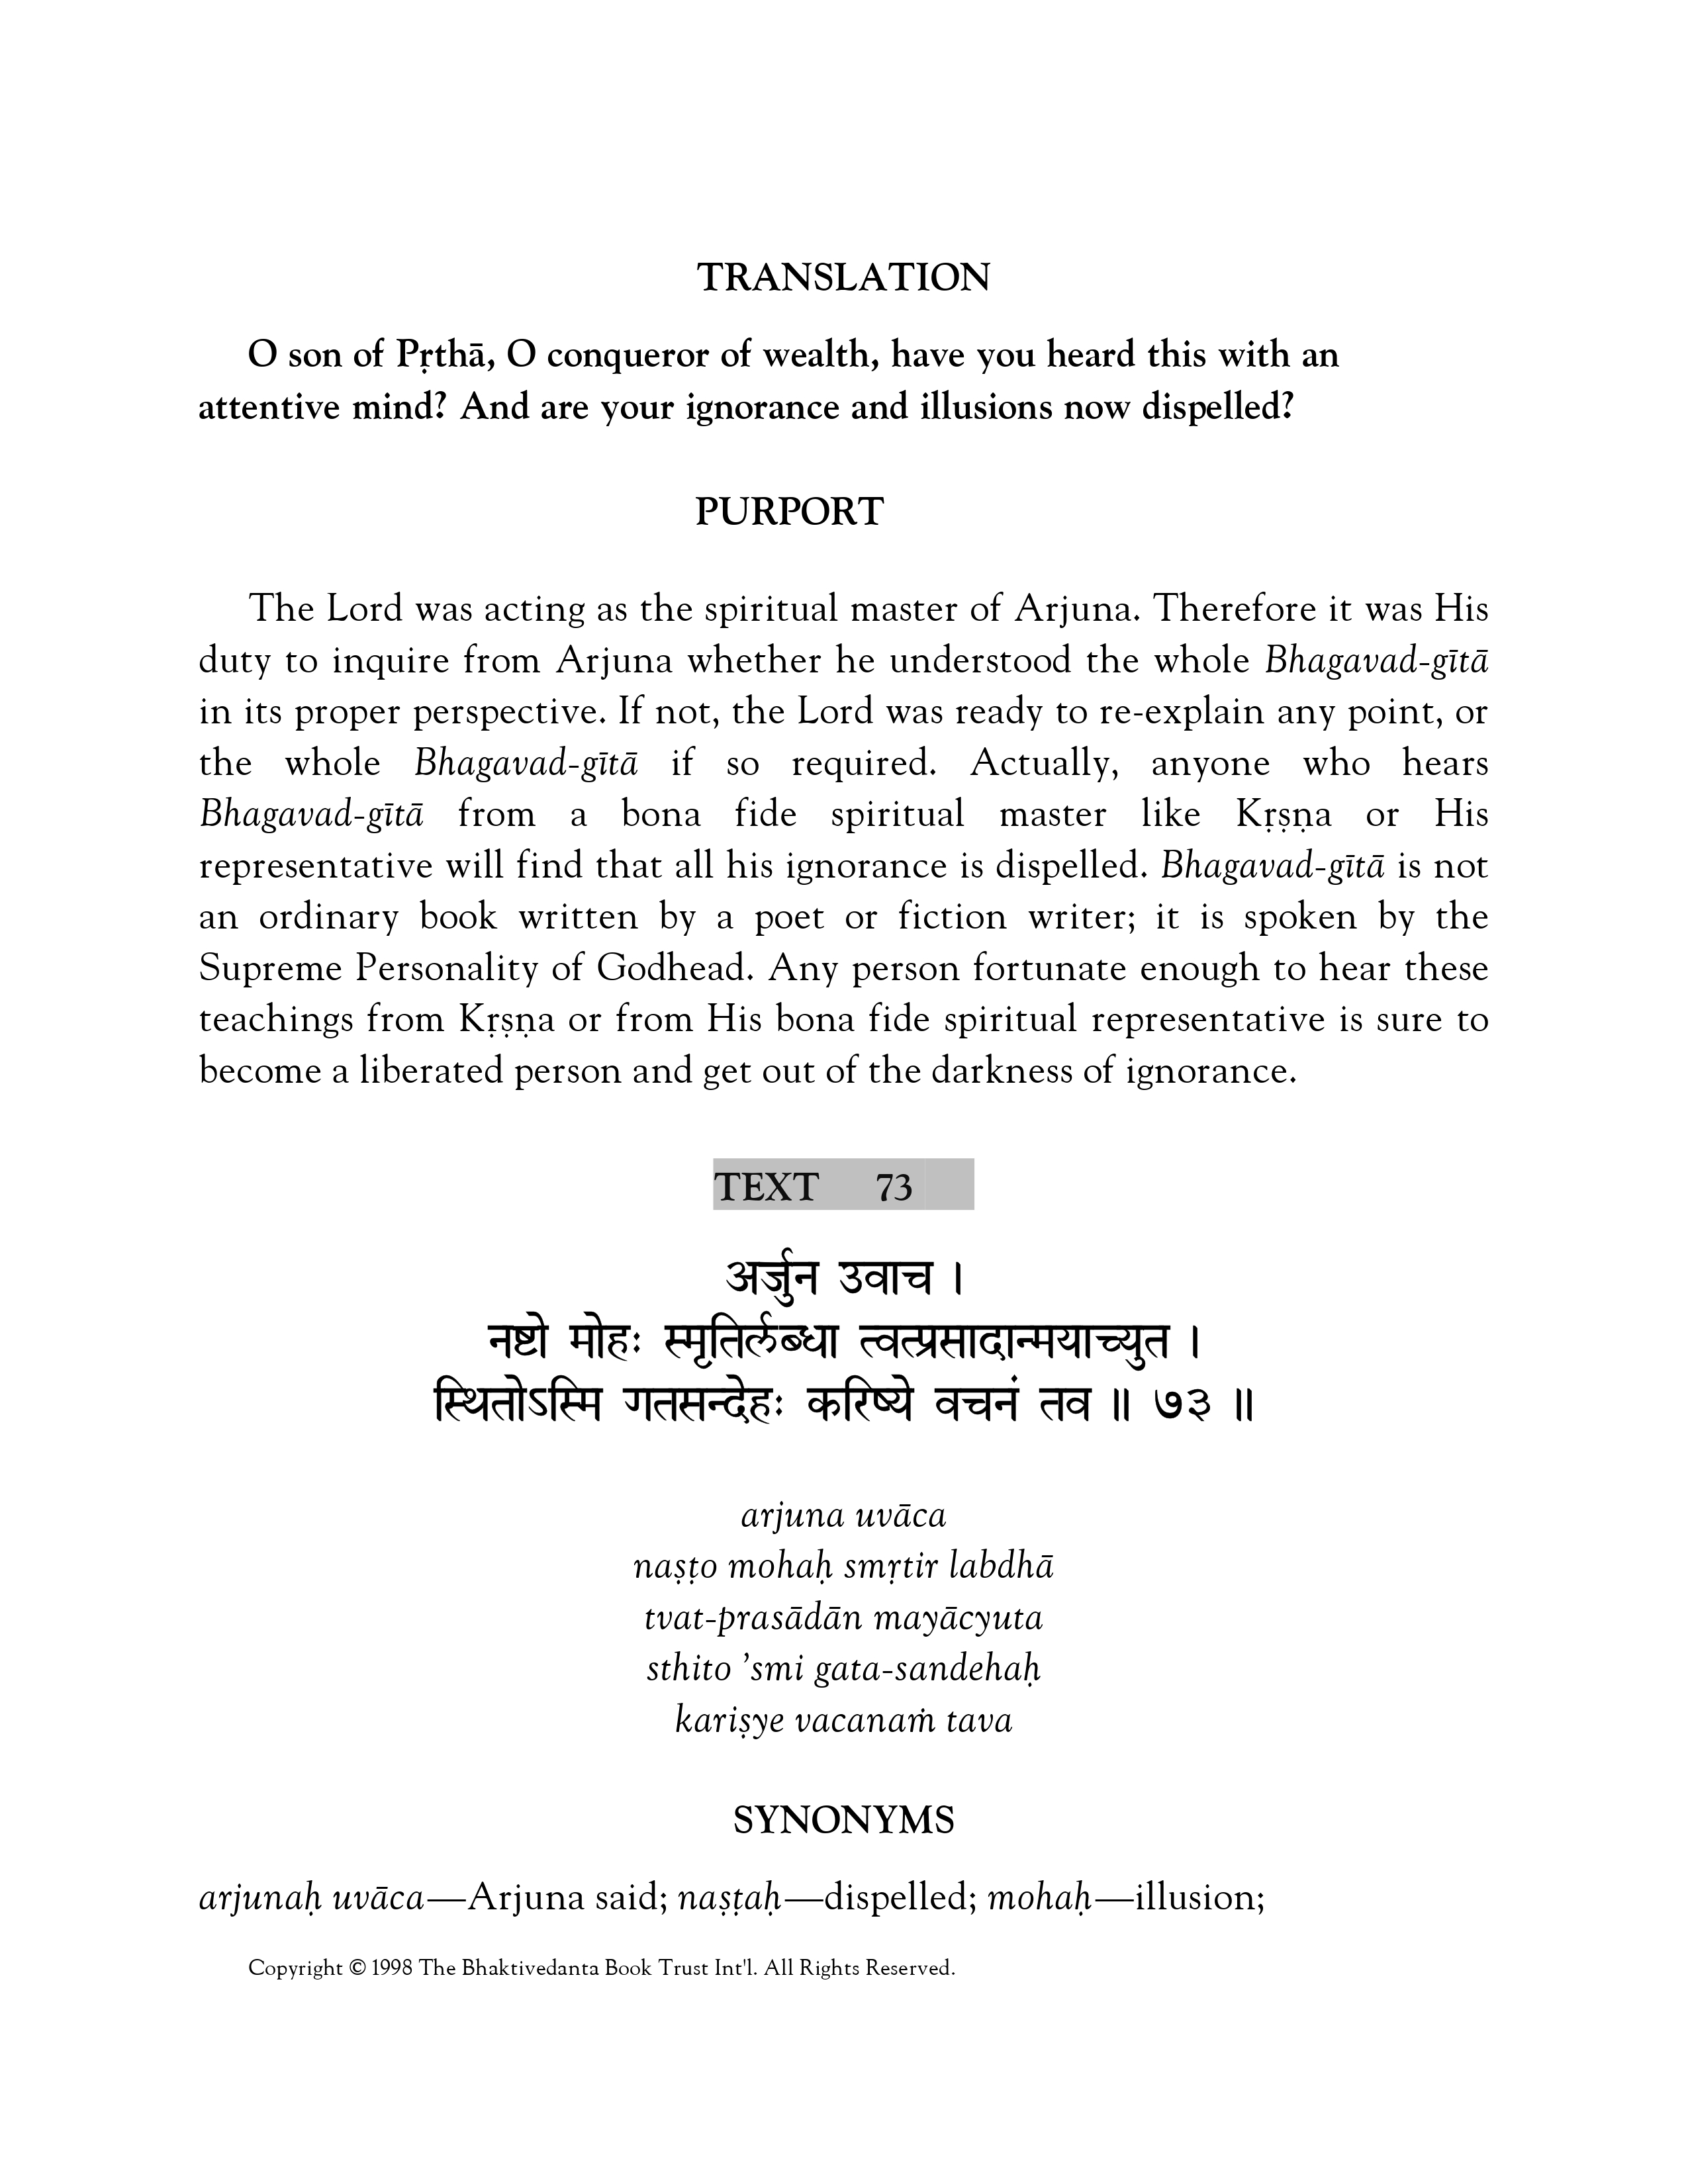 TRANSLATION
O son of Pṛthā, O conqueror of wealth, have you heard this with an
attentive mind? And are your ignorance and illusions now dispelled?
PURPORT
The Lord was acting as the spiritual master of Arjuna. Therefore it was His
duty to inquire from Arjuna whether he understood the whole Bhagavad-gītā
in its proper perspective. If not, the Lord was ready to re-explain any point, or
the whole Bhagavad-gītā if so required. Actually, anyone who hears
Bhagavad-gītā from a bona fide spiritual master like Kṛṣṇa or His
representative will find that all his ignorance is dispelled. Bhagavad-gītā is not
an ordinary book written by a poet or fiction writer; it is spoken by the
Supreme Personality of Godhead. Any person fortunate enough to hear these
teachings from Kṛṣṇa or from His bona fide spiritual representative is sure to
become a liberated person and get out of the darkness of ignorance.
TEXT 73
अर्जुन उवाच ।
नष्टो मोहः स्मृतिर्लब्धा त्वत्प्रसादान्मयाच्युत ।
स्थितोऽस्मि गतसन्देहः करिष्ये वचनं तव ॥ ७३ ॥
arjuna uvāca
naṣṭo mohaḥ smṛtir labdhā
tvat-prasādān mayācyuta
sthito ’smi gata-sandehaḥ
kariṣye vacanaṁ tava
SYNONYMS
arjunaḥ uvāca—Arjuna said; naṣṭaḥ—dispelled; mohaḥ—illusion;
Copyright © 1998 The Bhaktivedanta Book Trust Int'l. All Rights Reserved.